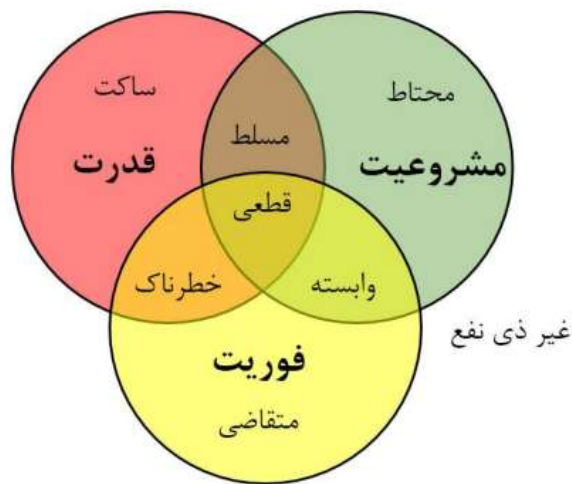 محتاط
ساکت
مسلط
مشروعیت
قدرت
قطعی
وابسته
خطرناک
غیر ذی نفع
فوریت
متقاضی